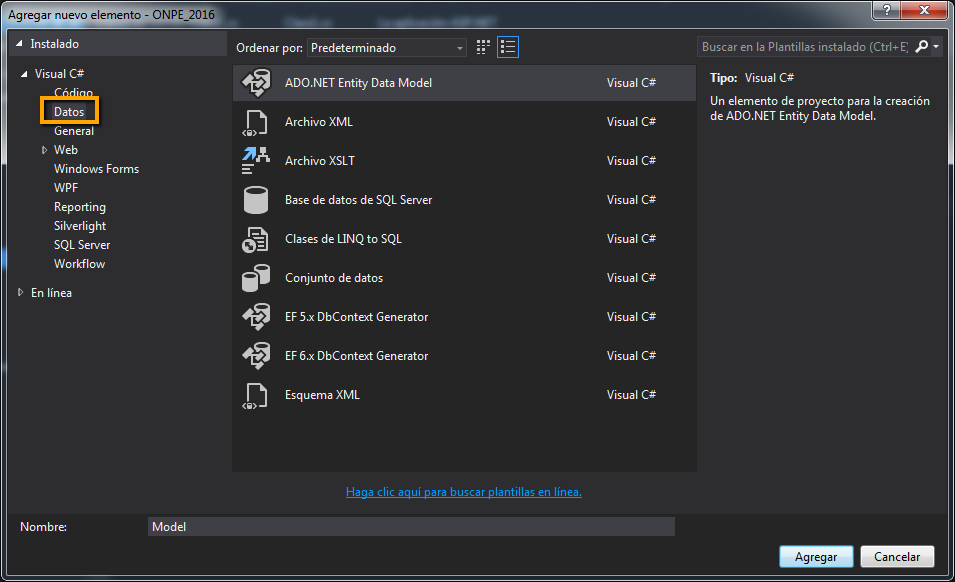 Agregar nuevo elemento - ONPE_2016
Instalado
Visual C#
Código
Datos
General
Web
Windows Forms
WPF
Reporting
Silverlight
SQL Server
Workflow
En línea
Ordenar por: Predeterminado
ADO.NET Entity Data Model Visual C#
Archivo XML Visual C#
Archivo XSLT Visual C#
Base de datos de SQL Server Visual C#
Clases de LINQ to SQL Visual C#
Conjunto de datos Visual C#
EF 5.x DbContext Generator Visual C#
EF 6.x DbContext Generator Visual C#
Esquema XML Visual C#
Haga clic aquí para buscar plantillas en línea.
Buscar en la Plantillas instalado (Ctrl+E)
Tipo: Visual C#
Un elemento de proyecto para la creación
de ADO.NET Entity Data Model.
Nombre: Model
Agregar Cancelar